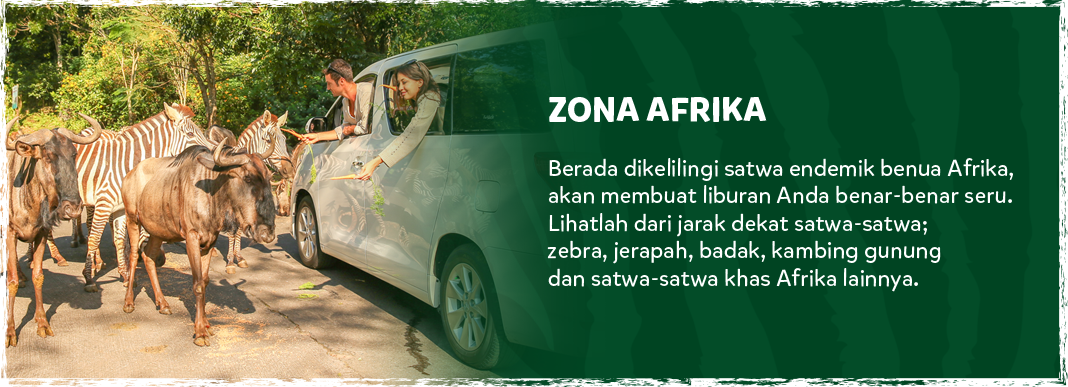 ZONA AFRIKA
Berada dikelilingi satwa endemik benua Afrika,
akan membuat liburan Anda benar-benar seru.
Lihatlah dari jarak dekat satwa-satwa;
zebra, jerapah, badak, kambing gunung
dan satwa-satwa khas Afrika lainnya.